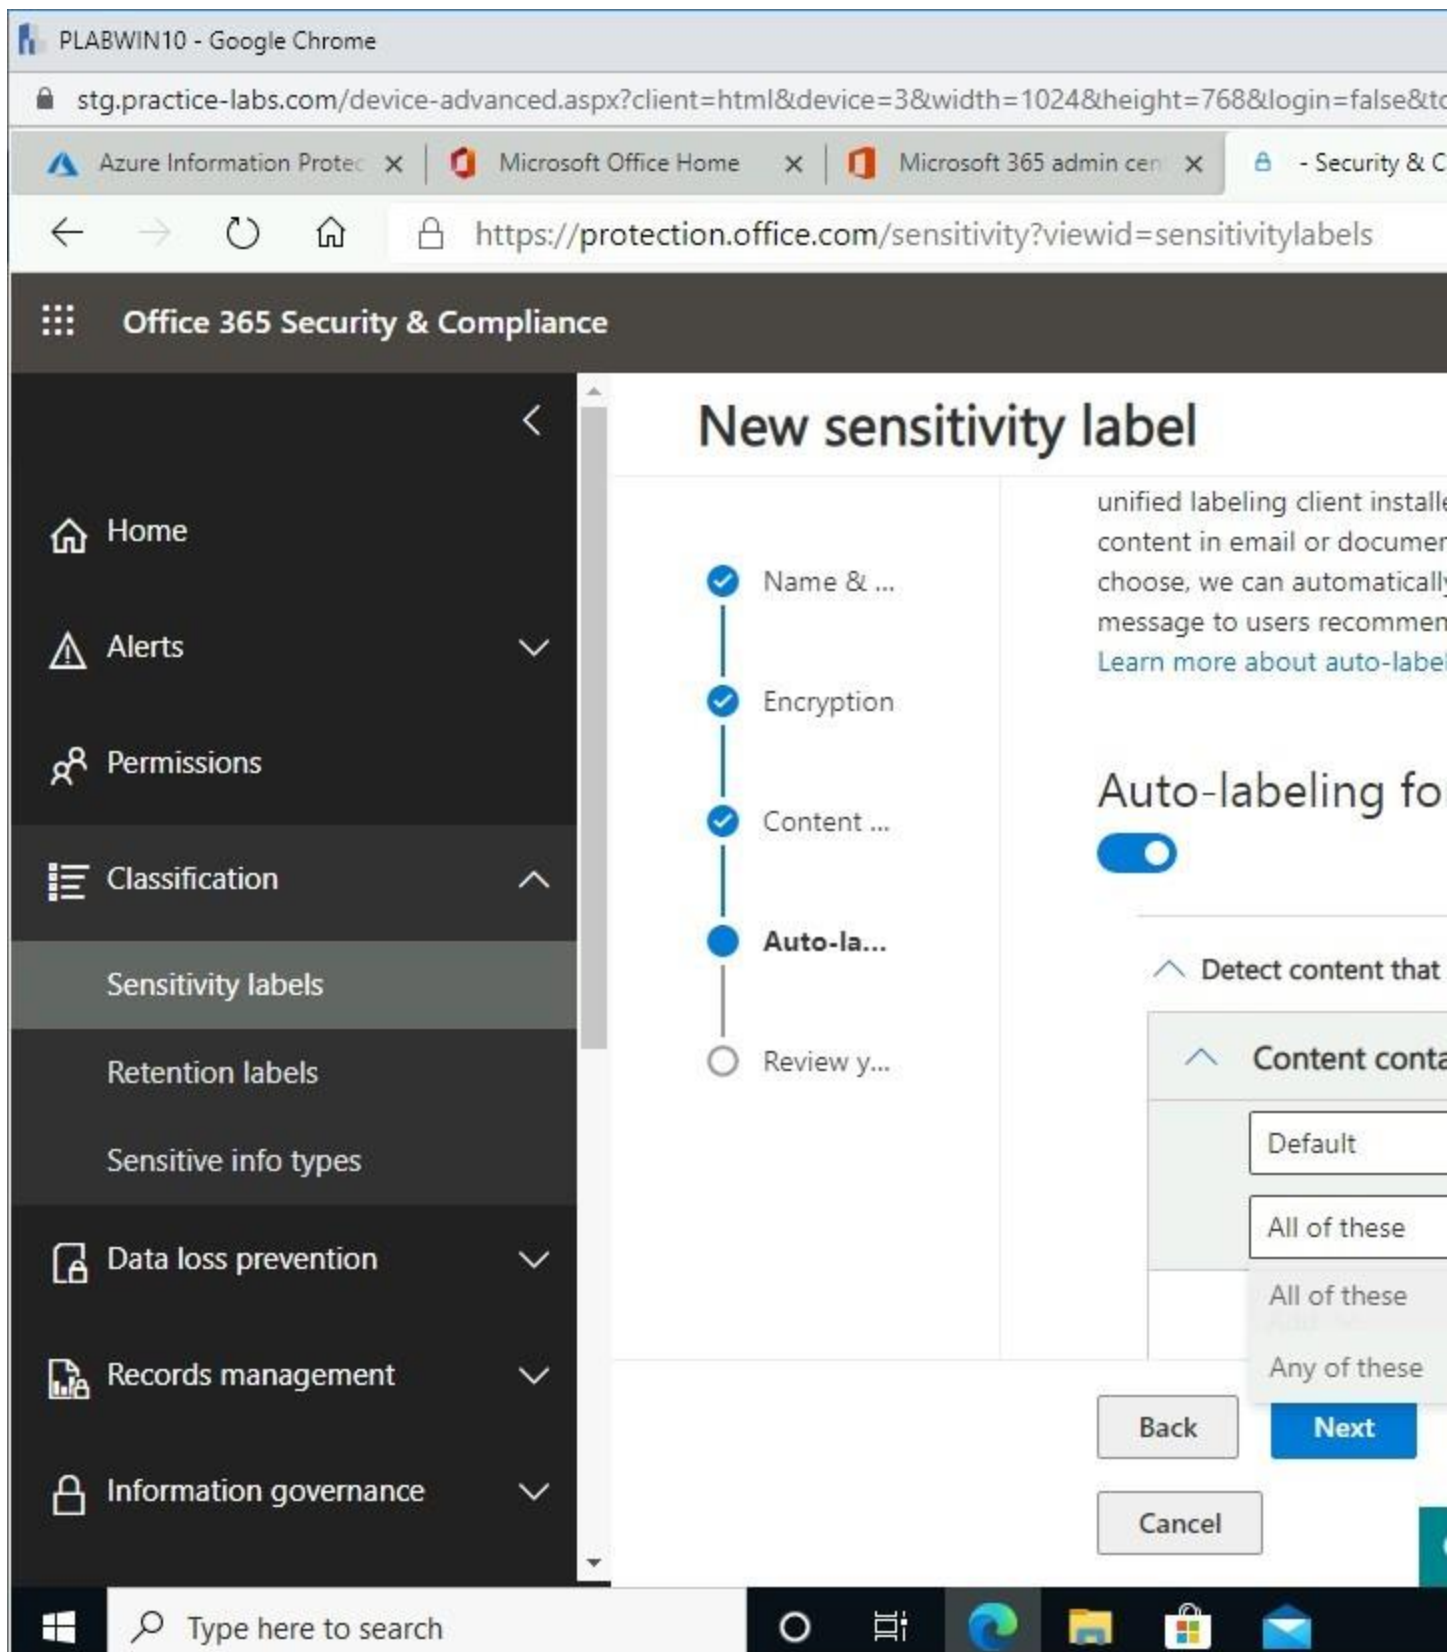 PLABWIN10 - Google Chrome
stg.practice-labs.com/device-advanced.aspx?client=html&device=3&width=1024&height=768&login=false&to
Azure Information Protec
Microsoft Office Home
Microsoft 365 admin cen
- Security & C
https://protection.office.com/sensitivity?viewid=sensitivitylabels
Office 365 Security & Compliance
Home
Alerts
Permissions
Classification
Sensitivity labels
Retention labels
Sensitive info types
Data loss prevention
Records management
Information governance
New sensitivity label
Name & ...
Encryption
Content ...
Auto-la...
Review y...
unified labeling client installe
content in email or documen
choose, we can automatically
message to users recommen
Learn more about auto-label
Auto-labeling for
Detect content that
Content conta
Default
All of these
All of these
Any of these
Back
Next
Cancel
Type here to search